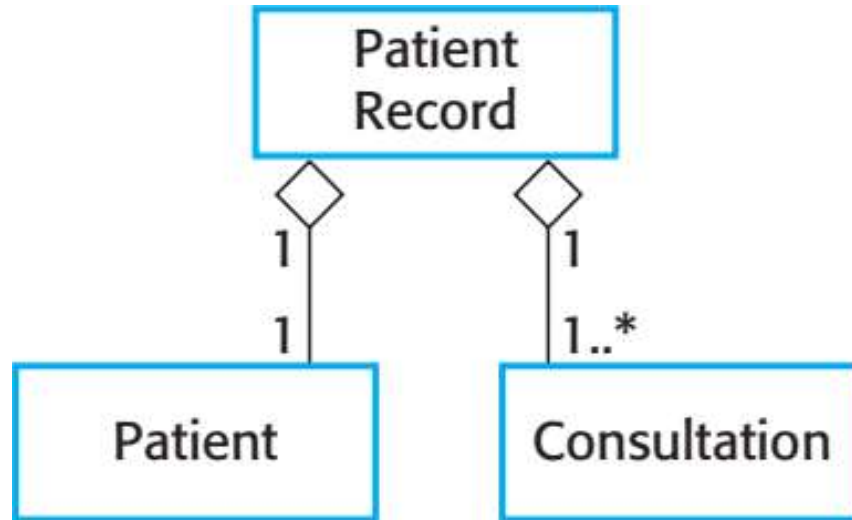 Patient
Record
1 1
1 1..*
Patient Consultation